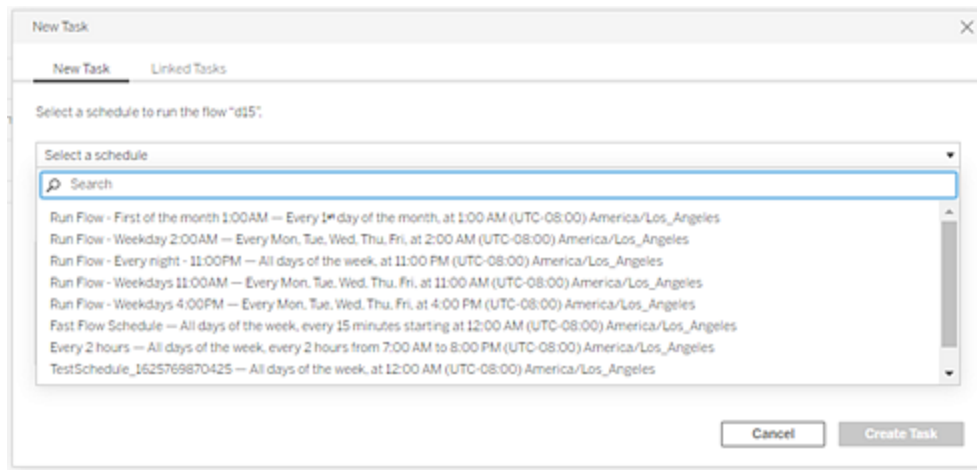 New Task
New Task Linked Tasks
Select a schedule to run the flow "d15".
Select a schedule
Search
Run Flow - First of the month 1:00AM — Every 1st day of the month, at 1:00 AM (UTC-08:00) America/Los_Angeles
Run Flow - Weekday 2:00AM — Every Mon, Tue, Wed, Thu, Fri, at 2:00 AM (UTC-08:00) America/Los_Angeles
Run Flow - Every night - 11:00PM — All days of the week, at 11:00 PM (UTC-08:00) America/Los_Angeles
Run Flow - Weekdays 11:00AM — Every Mon, Tue, Wed, Thu, Fri, at 11:00 AM (UTC-08:00) America/Los_Angeles
Run Flow - Weekdays 4:00PM — Every Mon, Tue, Wed, Thu, Fri, at 4:00 PM (UTC-08:00) America/Los_Angeles
Fast Flow Schedule — All days of the week, every 15 minutes starting at 12:00 AM (UTC-08:00) America/Los_Angeles
Every 2 hours — All days of the week, every 2 hours from 7:00 AM to 8:00 PM (UTC-08:00) America/Los_Angeles
TestSchedule_1625769870425 — All days of the week, at 12:00 AM (UTC-08:00) America/Los_Angeles
Cancel Create Task